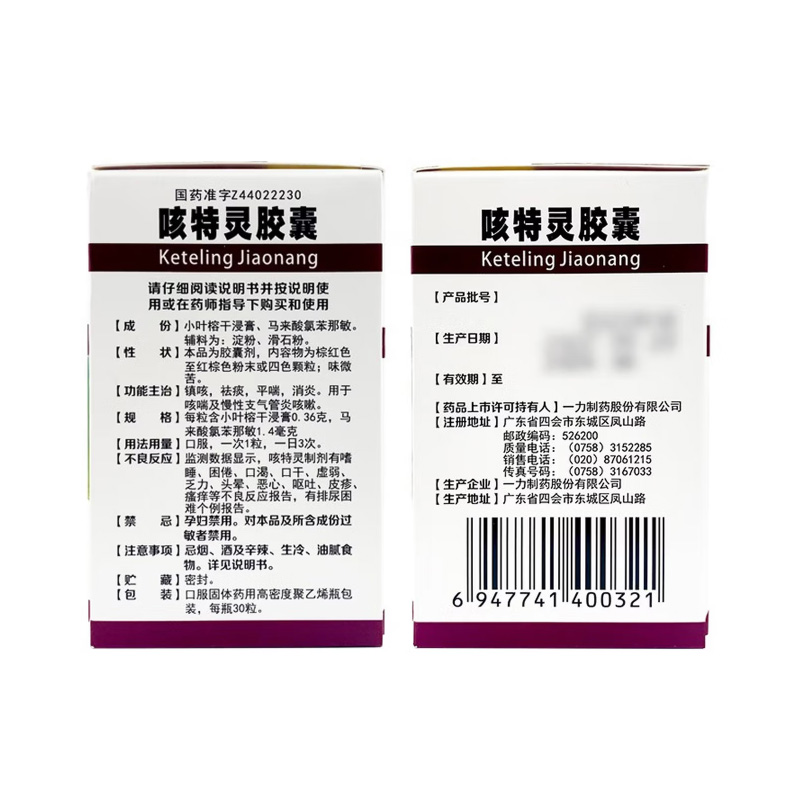 国药准字Z44022230
咳特灵胶囊
Keteling Jiaonang
请仔细阅读说明书并按说明使
用或在药师指导下购买和使用
【成　份】小叶榕干浸膏、马来酸氯苯那敏。
辅料为：淀粉、滑石粉。
【性　状】本品为胶囊剂，内容物为棕红色
至红棕色粉末或四色颗粒；味微
苦。
【功能主治】镇咳，祛痰，平喘，消炎。用于
咳喘及慢性支气管炎咳嗽。
【规　格】每粒含小叶榕干浸膏0.36克，马
来酸氯苯那敏1.4毫克
【用法用量】口服，一次1粒，一日3次。
【不良反应】监测数据显示，咳特灵制剂有嗜
睡、困倦、口渴、口干、虚弱、
乏力、头晕、恶心、呕吐、皮疹、
瘙痒等不良反应报告，有排尿困
难个例报告。
【禁　忌】孕妇禁用。对本品及所含成份过
敏者禁用。
【注意事项】忌烟、酒及辛辣、生冷、油腻食
物。详见说明书。
【贮　藏】密封。
【包　装】口服固体药用高密度聚乙烯瓶包
装，每瓶30粒。
咳特灵胶囊
Keteling Jiaonang
【产品批号】
【生产日期】
【有效期】至
【药品上市许可持有人】一力制药股份有限公司
【注册地址】广东省四会市东城区凤山路
邮政编码：526200
质量电话：（0758）3152285
销售电话：（020）87061215
传真号码：（0758）3167033
【生产企业】一力制药股份有限公司
【生产地址】广东省四会市东城区凤山路
6 947741 400321